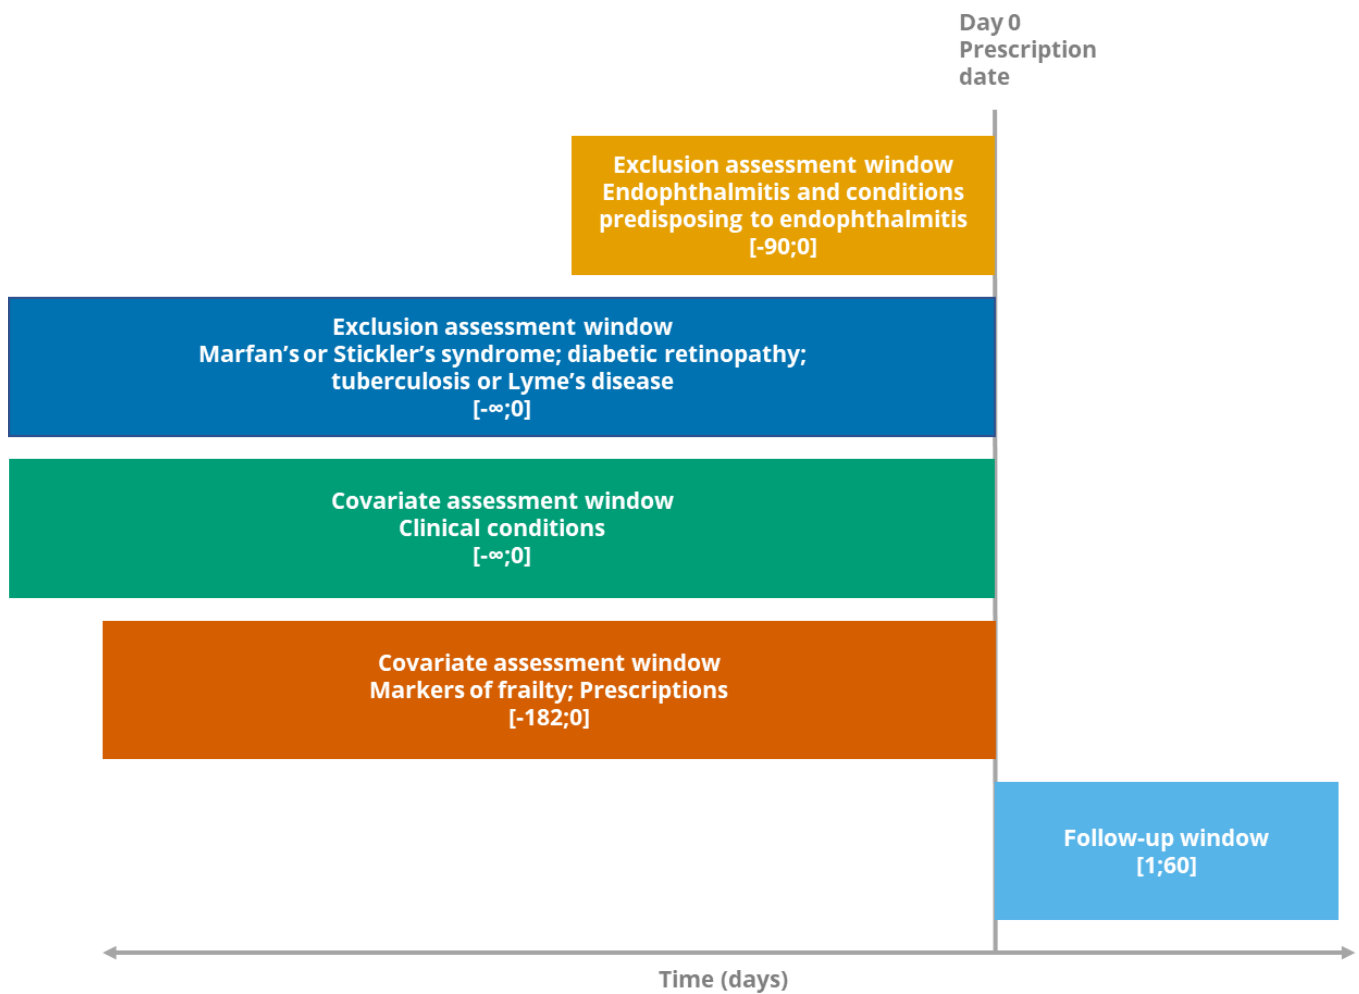 Day 0
Prescription
date
Exclusion assessment window
Endophthalmitis and conditions
predisposing to endophthalmitis
[-90;0]
Exclusion assessment window
Marfan's or Stickler's syndrome; diabetic retinopathy;
tuberculosis or Lyme's disease
[-∞;0]
Covariate assessment window
Clinical conditions
[-∞;0]
Covariate assessment window
Markers of frailty; Prescriptions
[-182;0]
Follow-up window
[1;60]
Time (days)